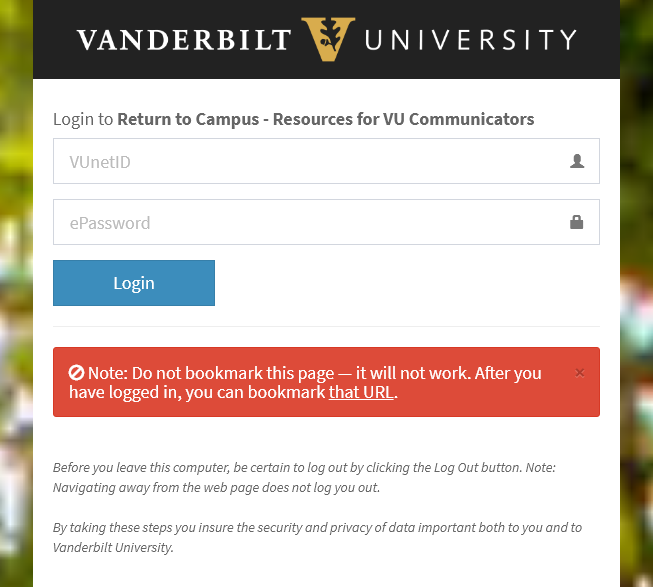 VANDERBILT V UNIVERSITY
Login to Return to Campus - Resources for VU Communicators
VUnetID
ePassword
Login
Note: Do not bookmark this page — it will not work. After you
have logged in, you can bookmark that URL.
×
Before you leave this computer, be certain to log out by clicking the Log Out button. Note:
Navigating away from the web page does not log you out.
By taking these steps you insure the security and privacy of data important both to you and to
Vanderbilt University.